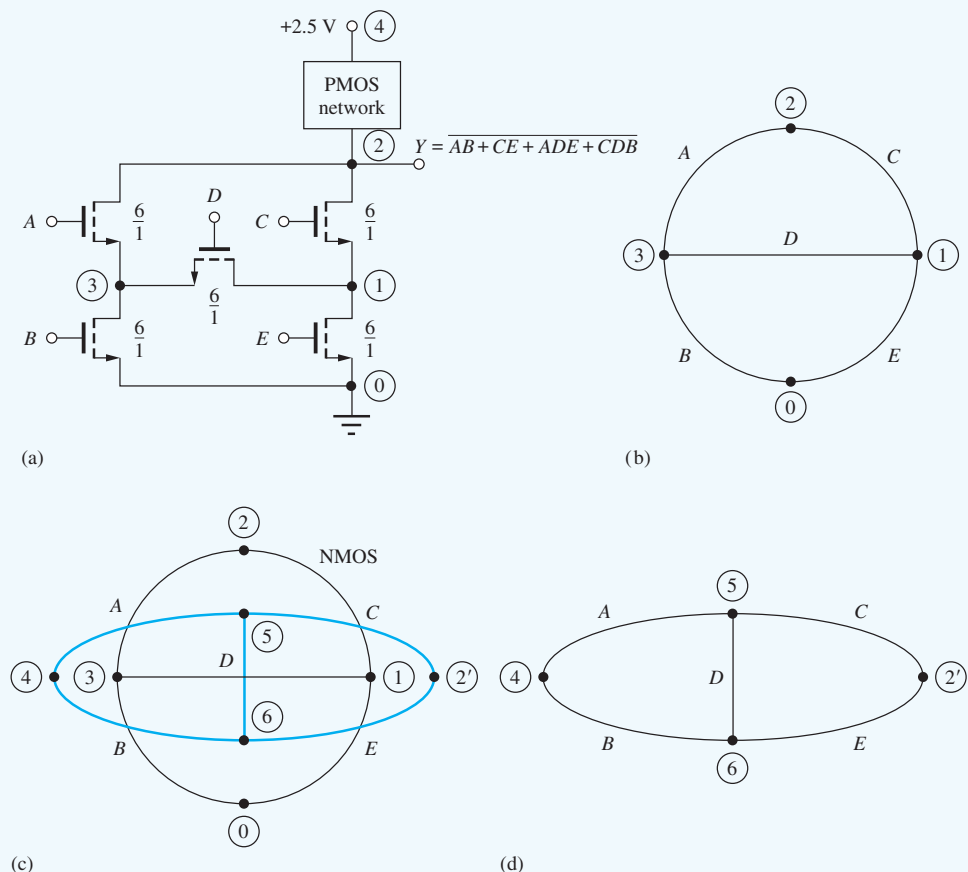 +2.5 V ④
PMOS
network
②
Y = \overline{AB + CE + ADE + CDB}
A
6/1
D
6/1
C
6/1
③
①
B
6/1
E
6/1
⓪
(a)
②
A
C
③
D
①
B
E
⓪
(b)
②
NMOS
A
C
⑤
④
③
D
①
2′
⑥
B
E
⓪
(c)
⑤
A
C
④
D
2′
B
E
⑥
(d)